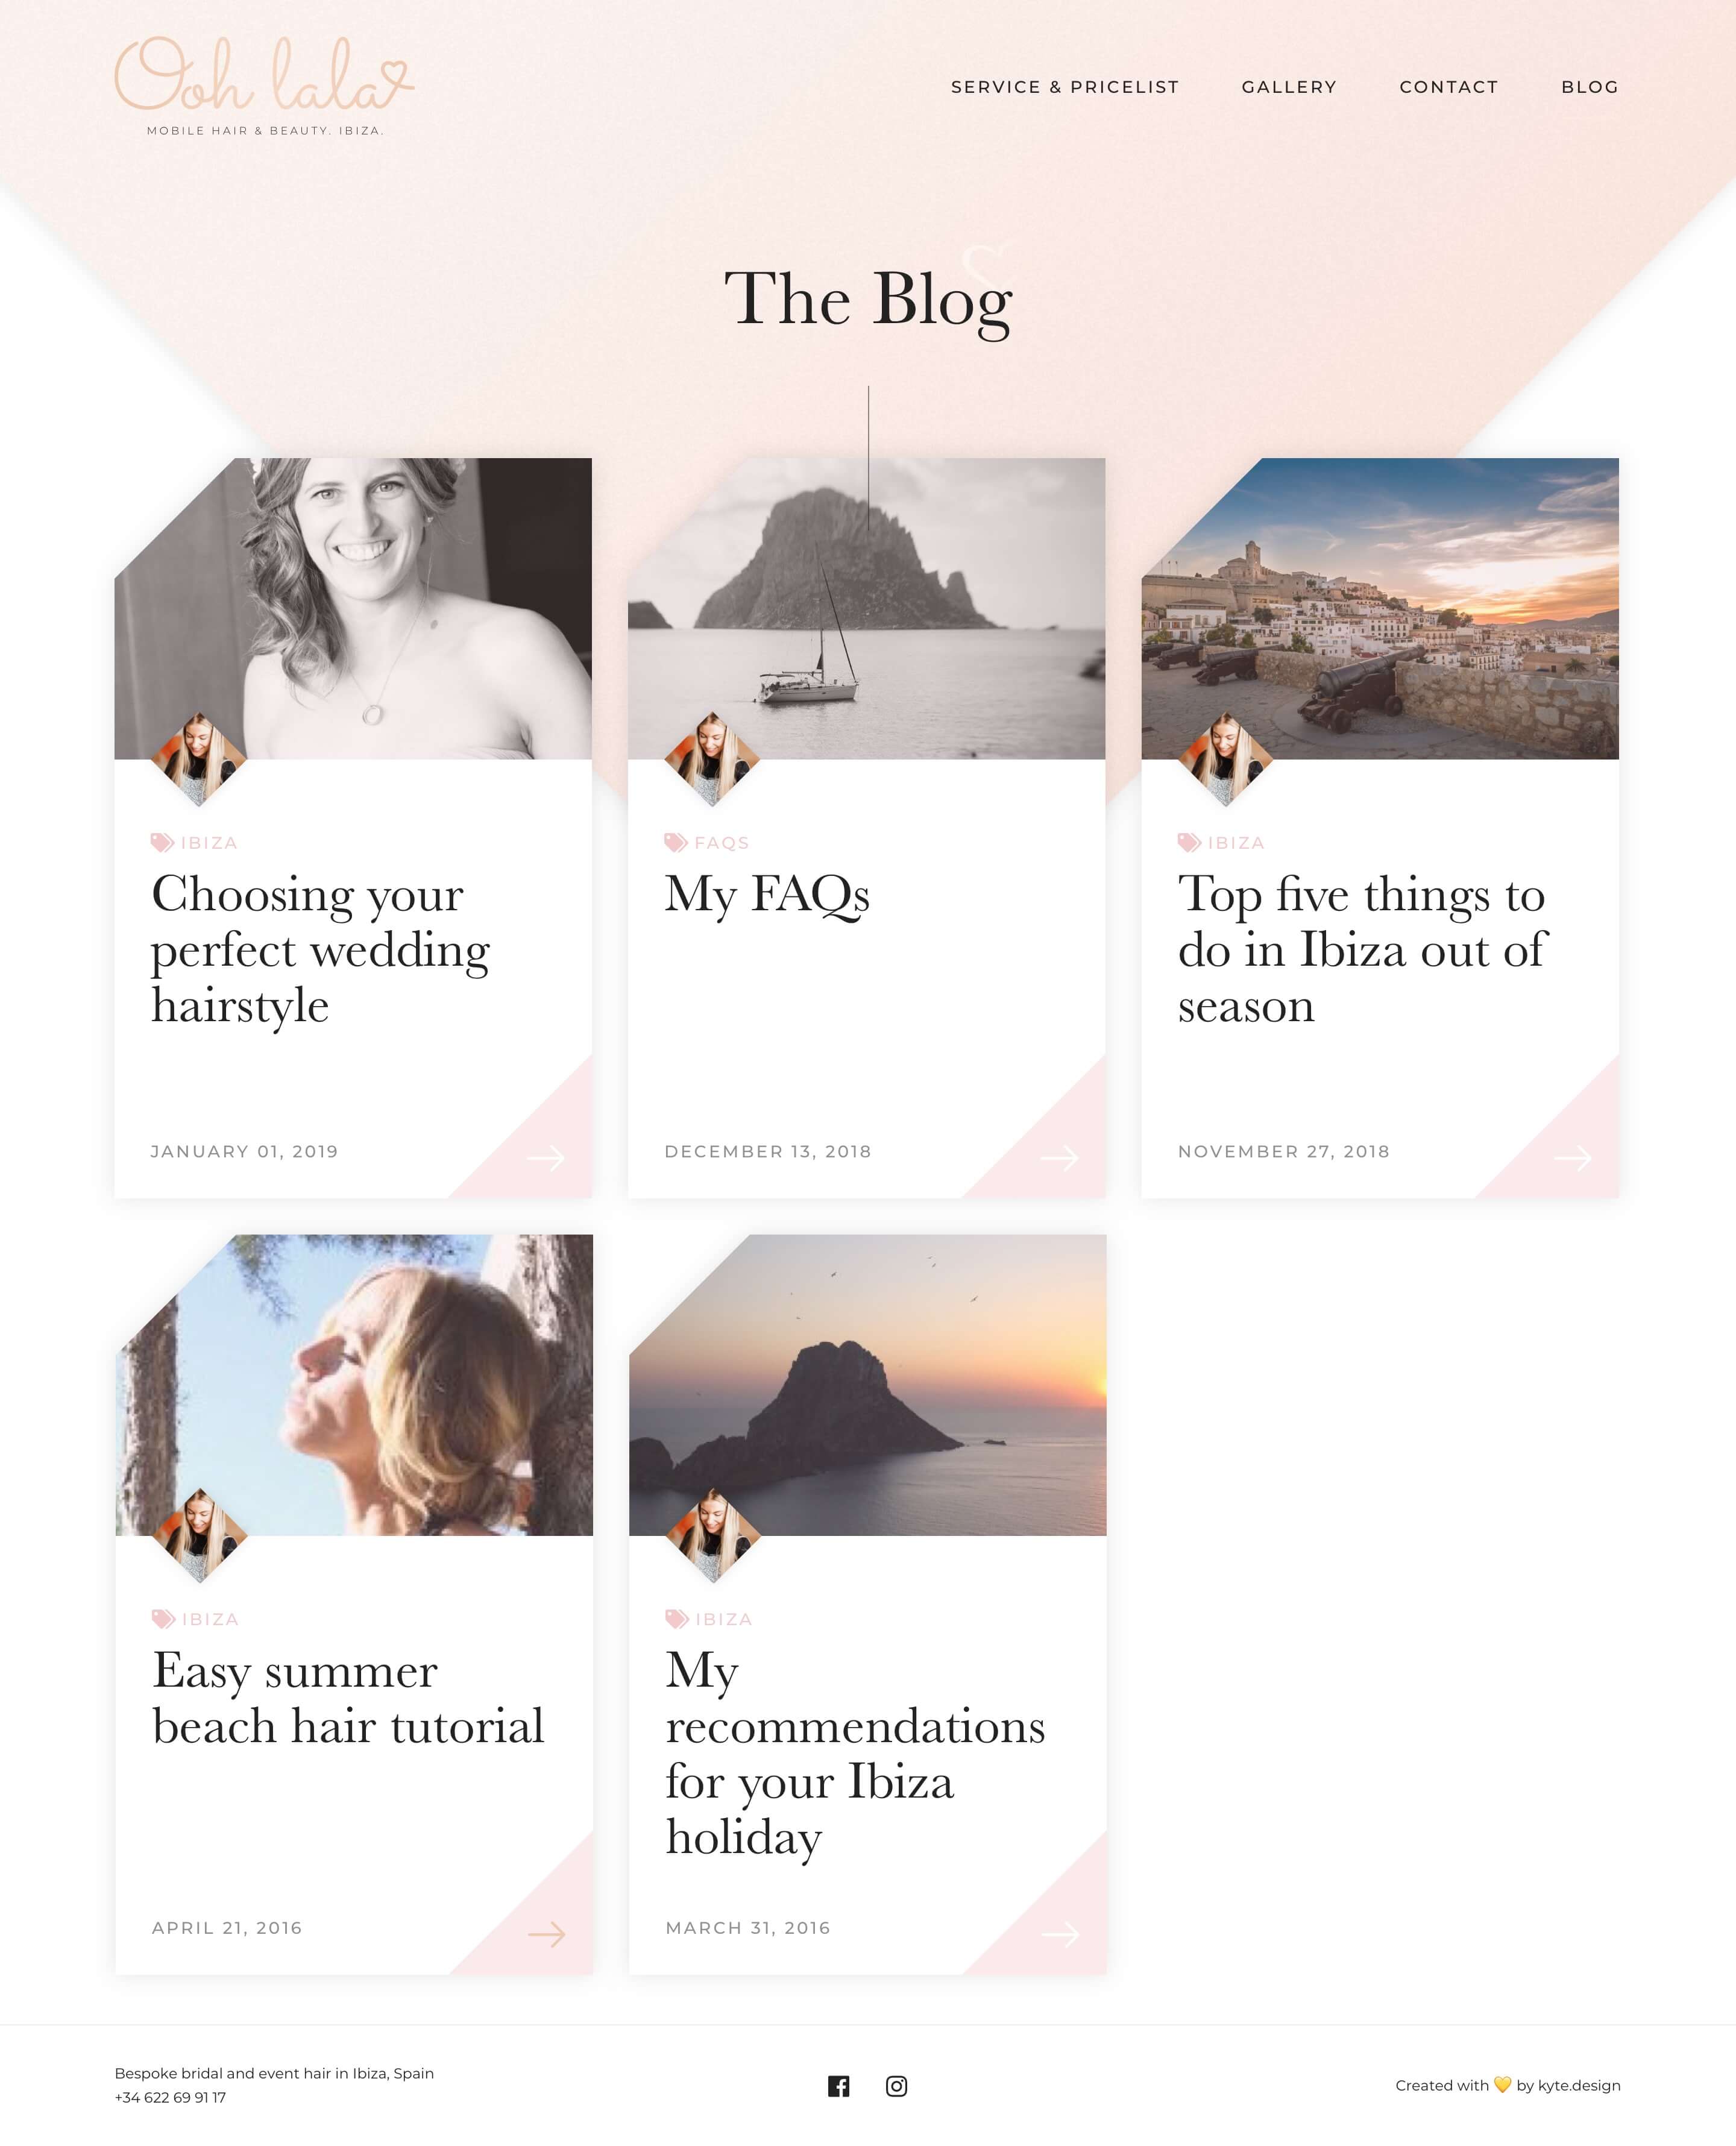 Ooh lala
MOBILE HAIR & BEAUTY. IBIZA.
SERVICE & PRICELIST
GALLERY
CONTACT
BLOG
The Blog
IBIZA
Choosing your
perfect wedding
hairstyle
JANUARY 01, 2019
FAQS
My FAQs
DECEMBER 13, 2018
IBIZA
Top five things to
do in Ibiza out of
season
NOVEMBER 27, 2018
IBIZA
Easy summer
beach hair tutorial
APRIL 21, 2016
IBIZA
My
recommendations
for your Ibiza
holiday
MARCH 31, 2016
Bespoke bridal and event hair in Ibiza, Spain
+34 622 69 91 17
Created with 💛 by kyte.design